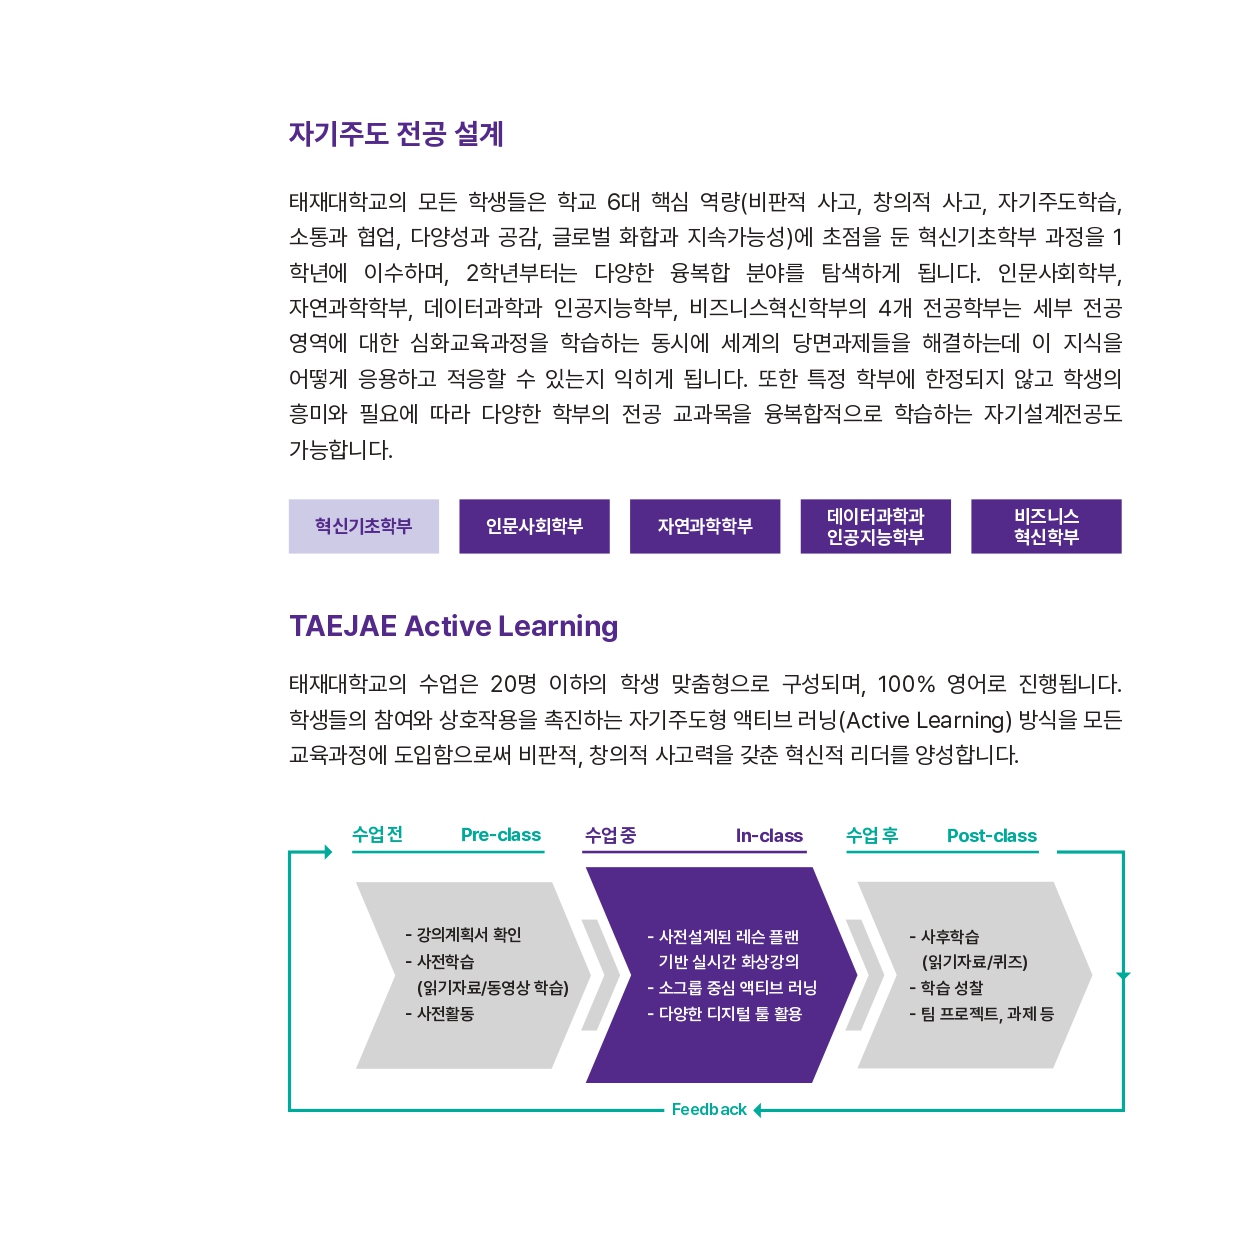 자기주도 전공 설계
태재대학교의 모든 학생들은 학교 6대 핵심 역량(비판적 사고, 창의적 사고, 자기주도학습,
소통과 협업, 다양성과 공감, 글로벌 화합과 지속가능성)에 초점을 둔 혁신기초학부 과정을 1
학년에 이수하며, 2학년부터는 다양한 융복합 분야를 탐색하게 됩니다. 인문사회학부,
자연과학학부, 데이터과학과 인공지능학부, 비즈니스혁신학부의 4개 전공학부는 세부 전공
영역에 대한 심화교육과정을 학습하는 동시에 세계의 당면과제들을 해결하는데 이 지식을
어떻게 응용하고 적응할 수 있는지 익히게 됩니다. 또한 특정 학부에 한정되지 않고 학생의
흥미와 필요에 따라 다양한 학부의 전공 교과목을 융복합적으로 학습하는 자기설계전공도
가능합니다.
혁신기초학부
인문사회학부
자연과학학부
데이터과학과
인공지능학부
비즈니스
혁신학부
TAEJAE Active Learning
태재대학교의 수업은 20명 이하의 학생 맞춤형으로 구성되며, 100% 영어로 진행됩니다.
학생들의 참여와 상호작용을 촉진하는 자기주도형 액티브 러닝(Active Learning) 방식을 모든
교육과정에 도입함으로써 비판적, 창의적 사고력을 갖춘 혁신적 리더를 양성합니다.
수업 전 Pre-class
- 강의계획서 확인
- 사전학습
(읽기자료/동영상 학습)
- 사전활동
수업 중 In-class
- 사전설계된 레슨 플랜
기반 실시간 화상강의
- 소그룹 중심 액티브 러닝
- 다양한 디지털 툴 활용
수업 후 Post-class
- 사후학습
(읽기자료/퀴즈)
- 학습 성찰
- 팀 프로젝트, 과제 등
Feedback